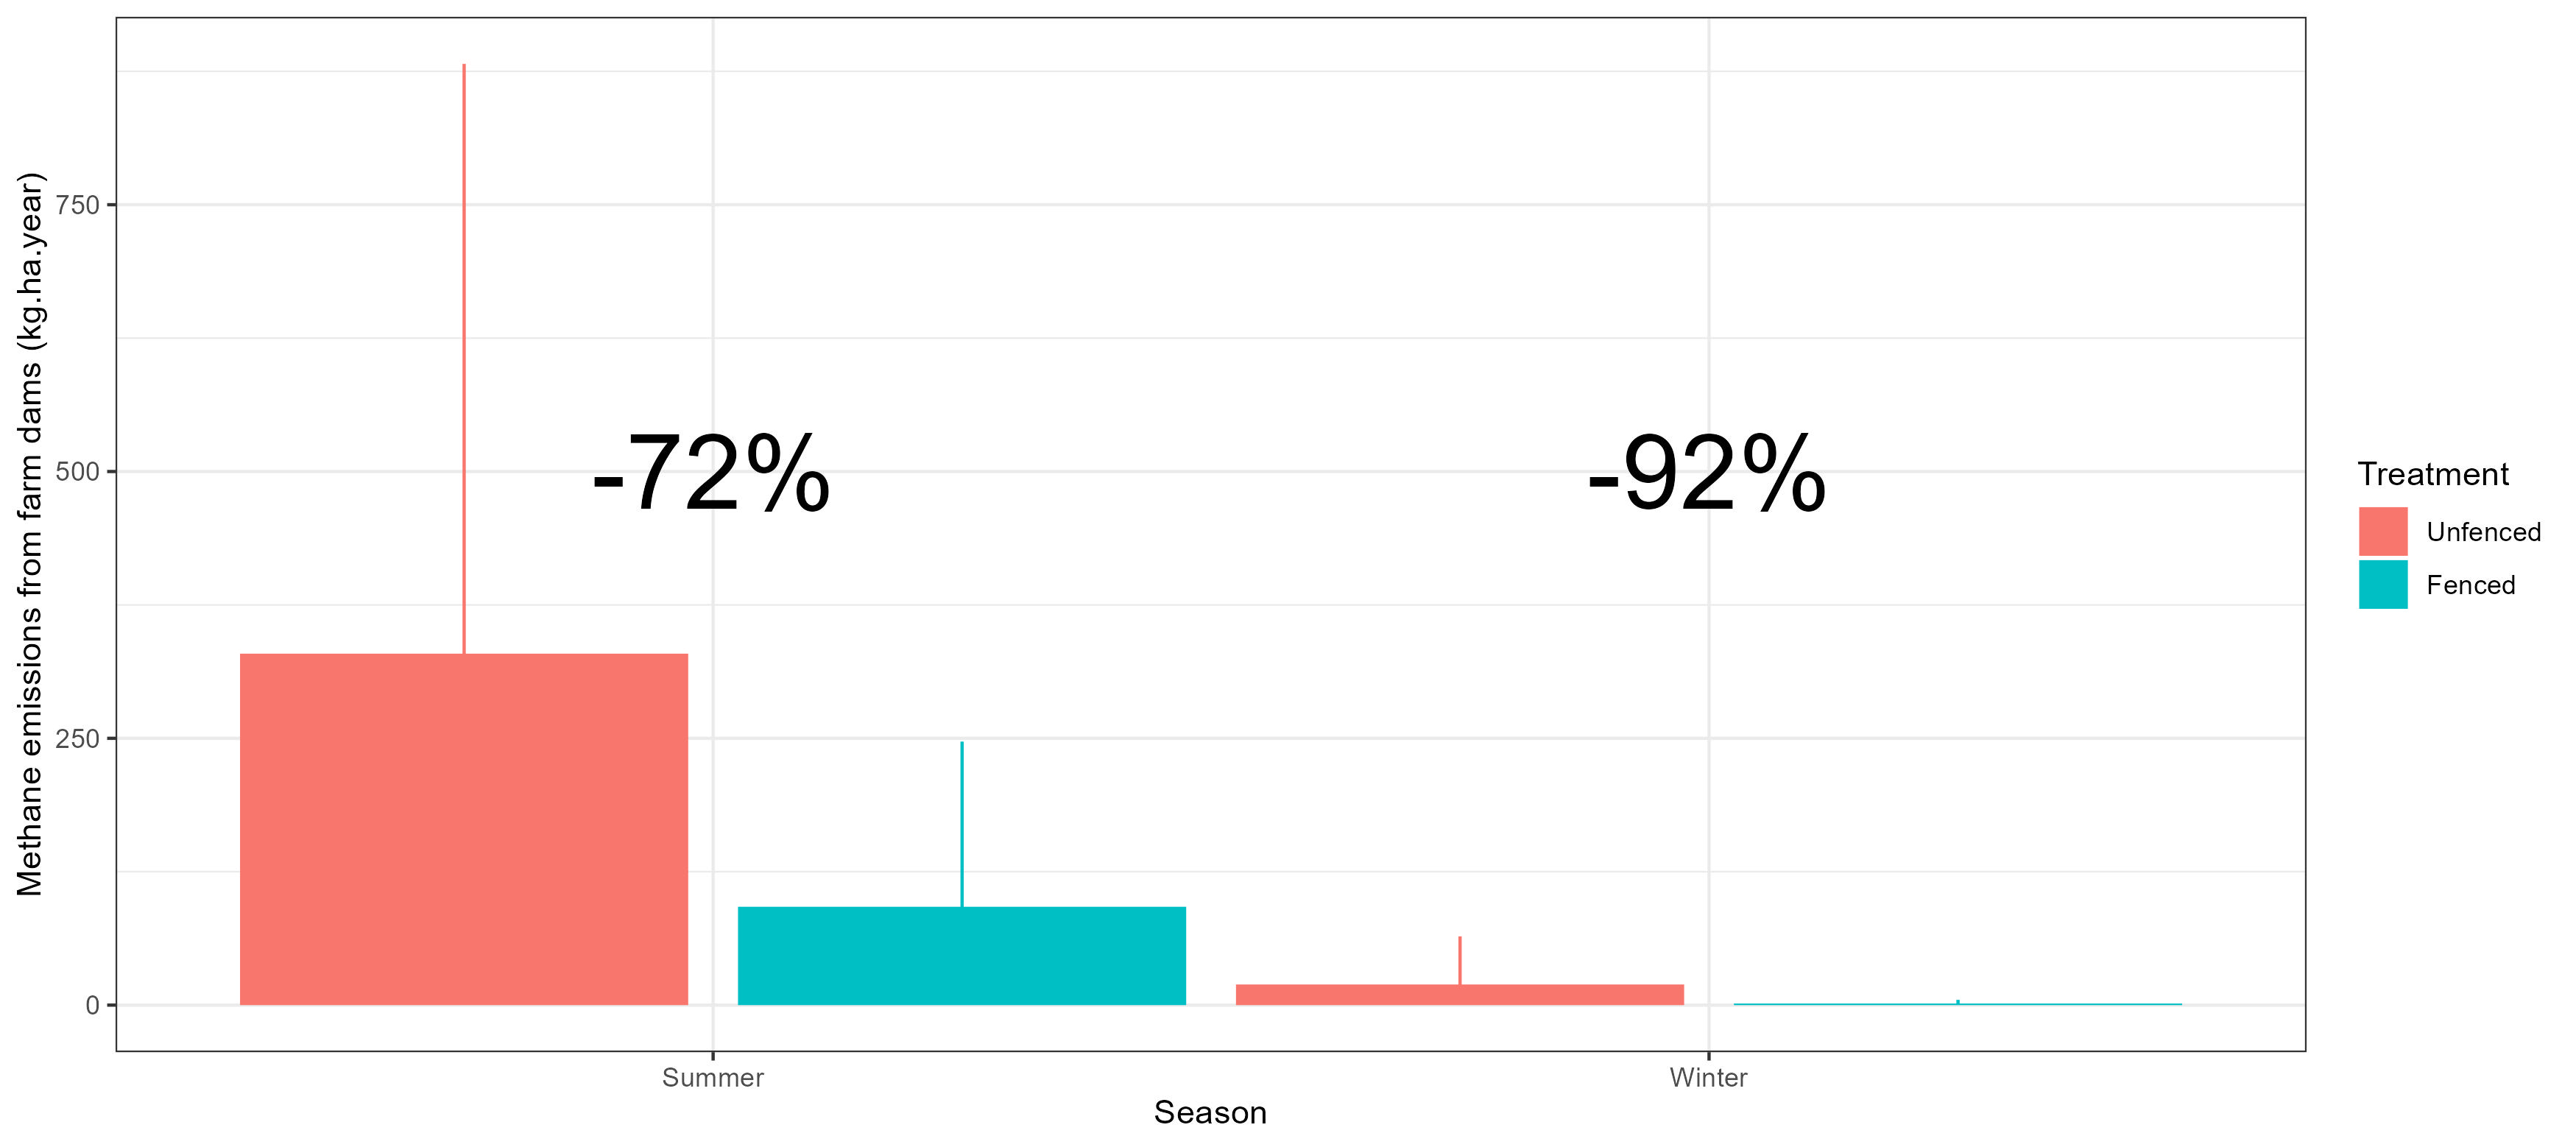 Methane emissions from farm dams (kg.ha.year)
750
500
250
0
-72%
-92%
Summer
Winter
Season
Treatment
Unfenced
Fenced